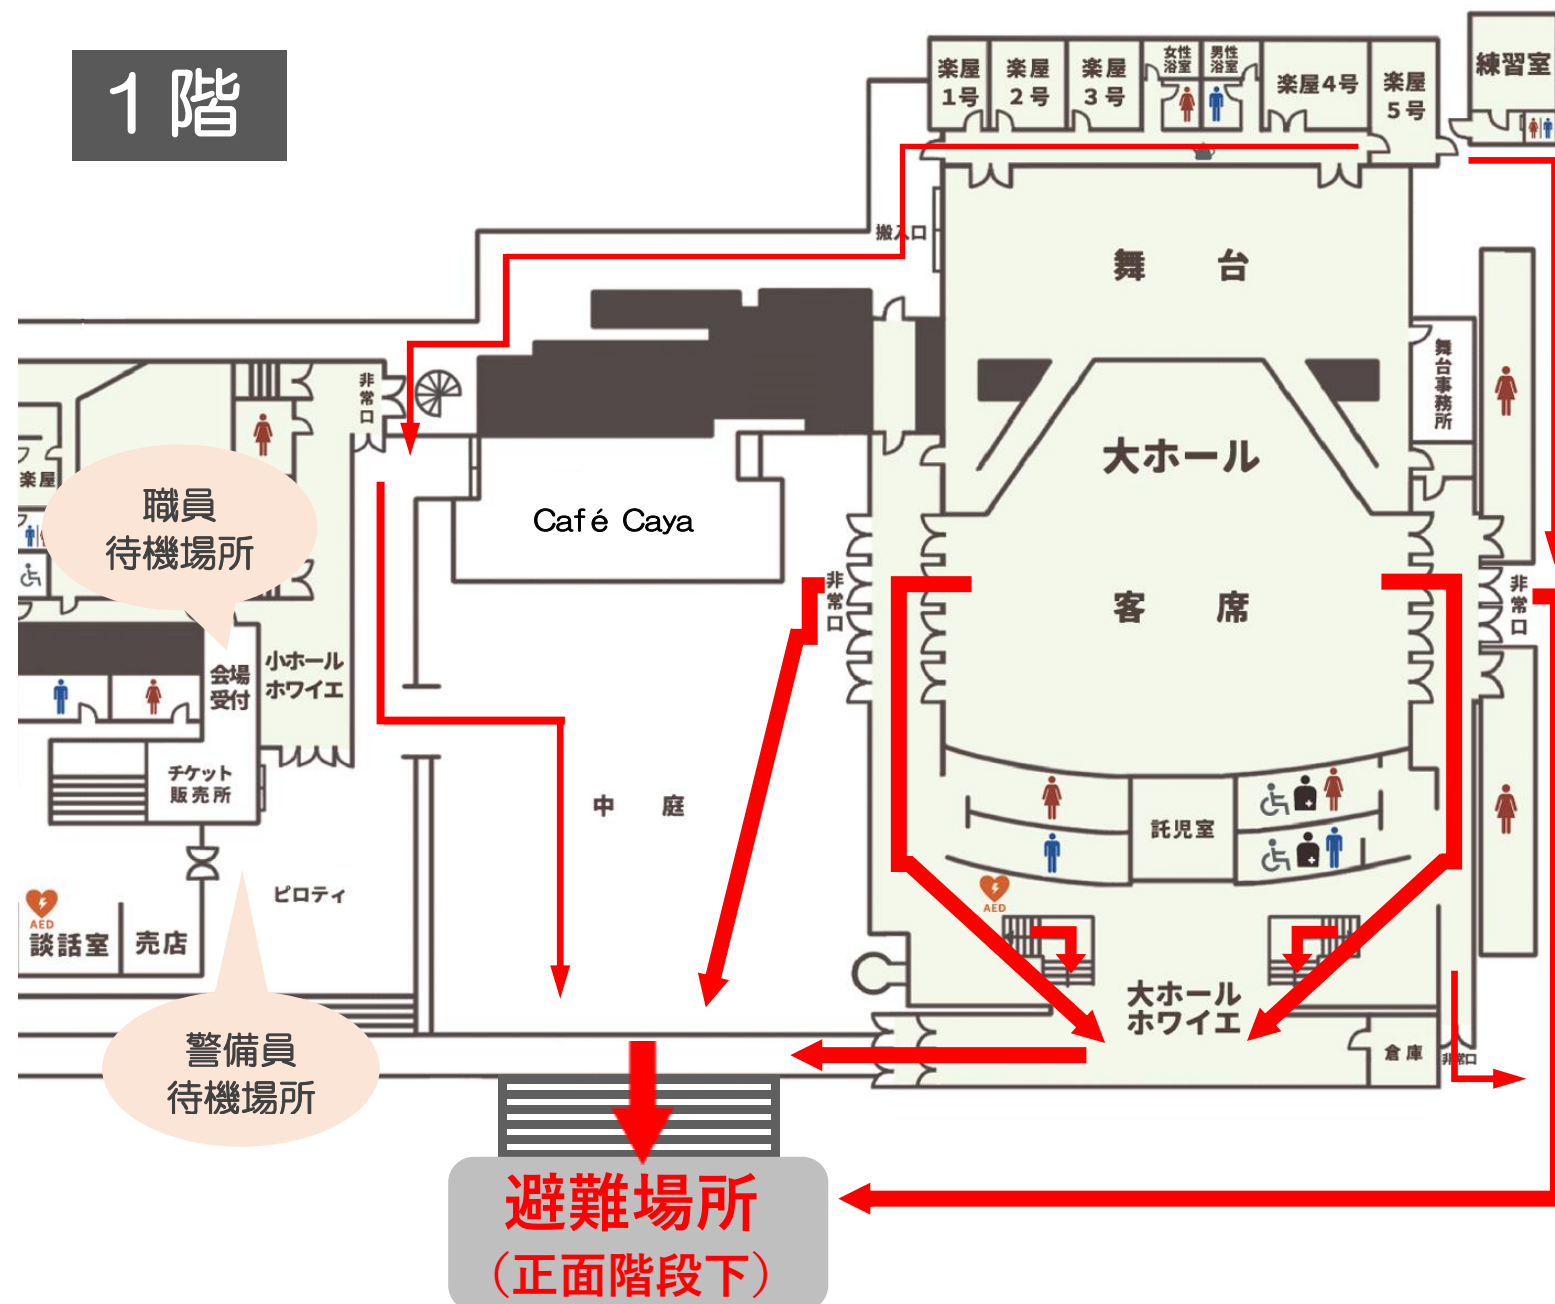 1階
楽屋
1号
楽屋
2号
楽屋
3号
女性
浴室
男性
浴室
楽屋4号
楽屋
5号
練習室
搬入口
舞 台
舞台事務所
非常口
大ホール
楽屋
職員
待機場所
Café Caya
客 席
非常口
非常口
会場
受付
小ホール
ホワイエ
チケット
販売所
中 庭
託児室
ピロティ
AED
談話室
売店
AED
大ホール
ホワイエ
倉庫
非常口
警備員
待機場所
避難場所
（正面階段下）